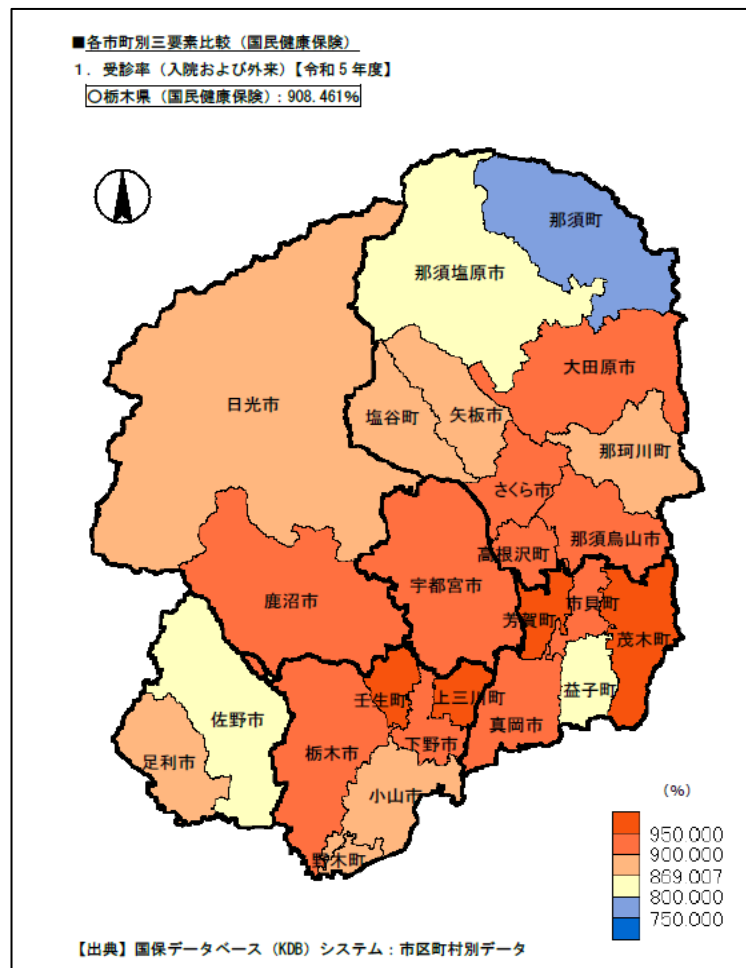 ■各市町別三要素比較（国民健康保険）
１．受診率（入院および外来）【令和５年度】
○栃木県（国民健康保険）：908.461%
那須町
那須塩原市
大田原市
日光市
塩谷町
矢板市
那珂川町
さくら市
那須烏山市
高根沢町
宇都宮市
鹿沼市
芳賀町
市貝町
茂木町
益子町
壬生町
上三川町
佐野市
真岡市
下野市
栃木市
足利市
小山市
野木町
（%）
950.000
900.000
869.007
800.000
750.000
【出典】国保データベース（KDB）システム：市区町村別データ